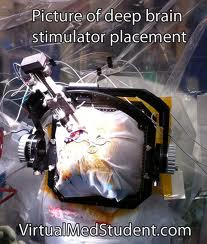 Picture of deep brain
stimulator placement
VirtualMedStudent.com